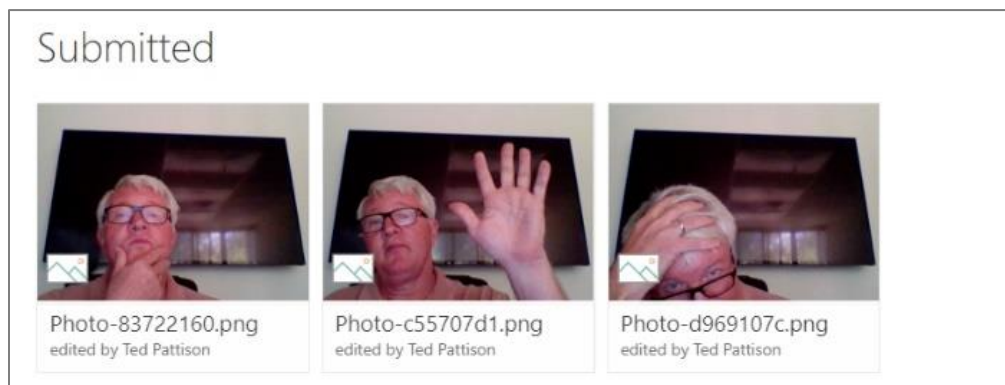 Submitted
Photo-83722160.png
edited by Ted Pattison
Photo-c55707d1.png
edited by Ted Pattison
Photo-d969107c.png
edited by Ted Pattison